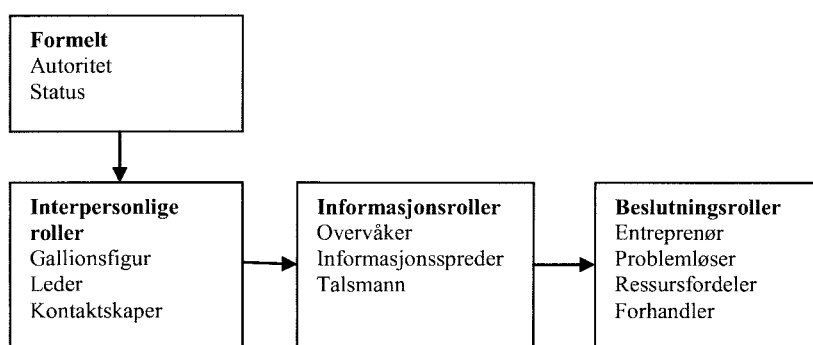 Formelt
Autoritet
Status
Interpersonlige
roller
Gallionsfigur
Leder
Kontaktskaper
Informasjonsroller
Overvåker
Informasjonsspreder
Talsmann
Beslutningsroller
Entreprenør
Problemløser
Ressursfordeler
Forhandler